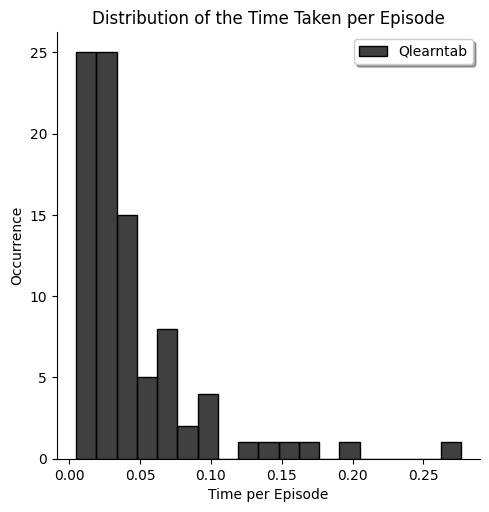 Distribution of the Time Taken per Episode
Qlearntab
25
20
15
10
5
0
Occurrence
0.00 0.05 0.10 0.15 0.20 0.25
Time per Episode